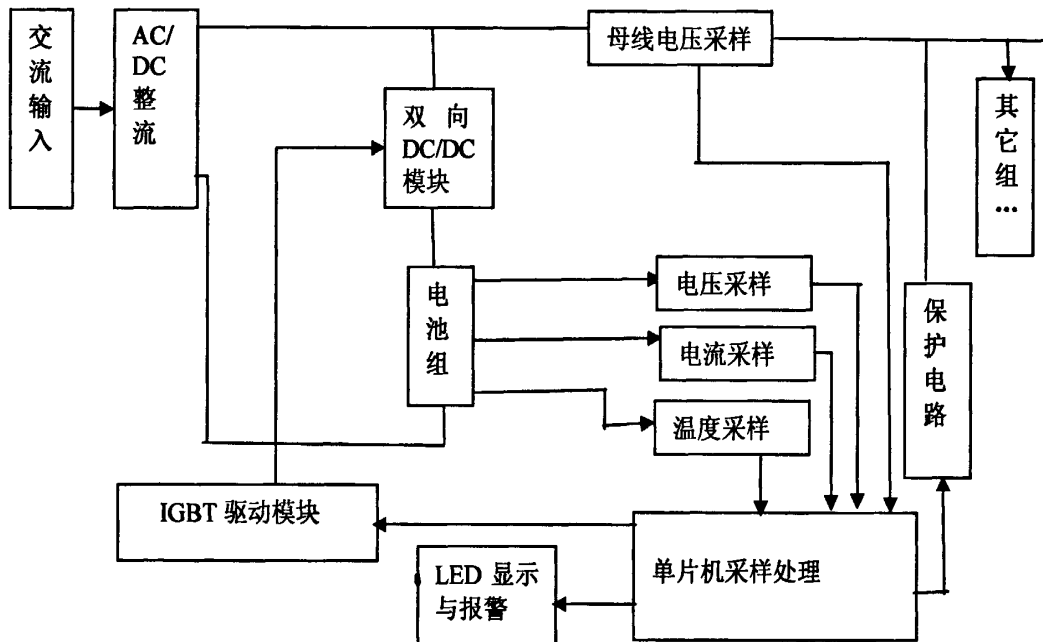 交流输入
AC/
DC
整
流
母线电压采样
其它组…
双 向
DC/DC
模块
电池组
电压采样
电流采样
温度采样
保护电路
IGBT 驱动模块
单片机采样处理
LED 显示
与报警